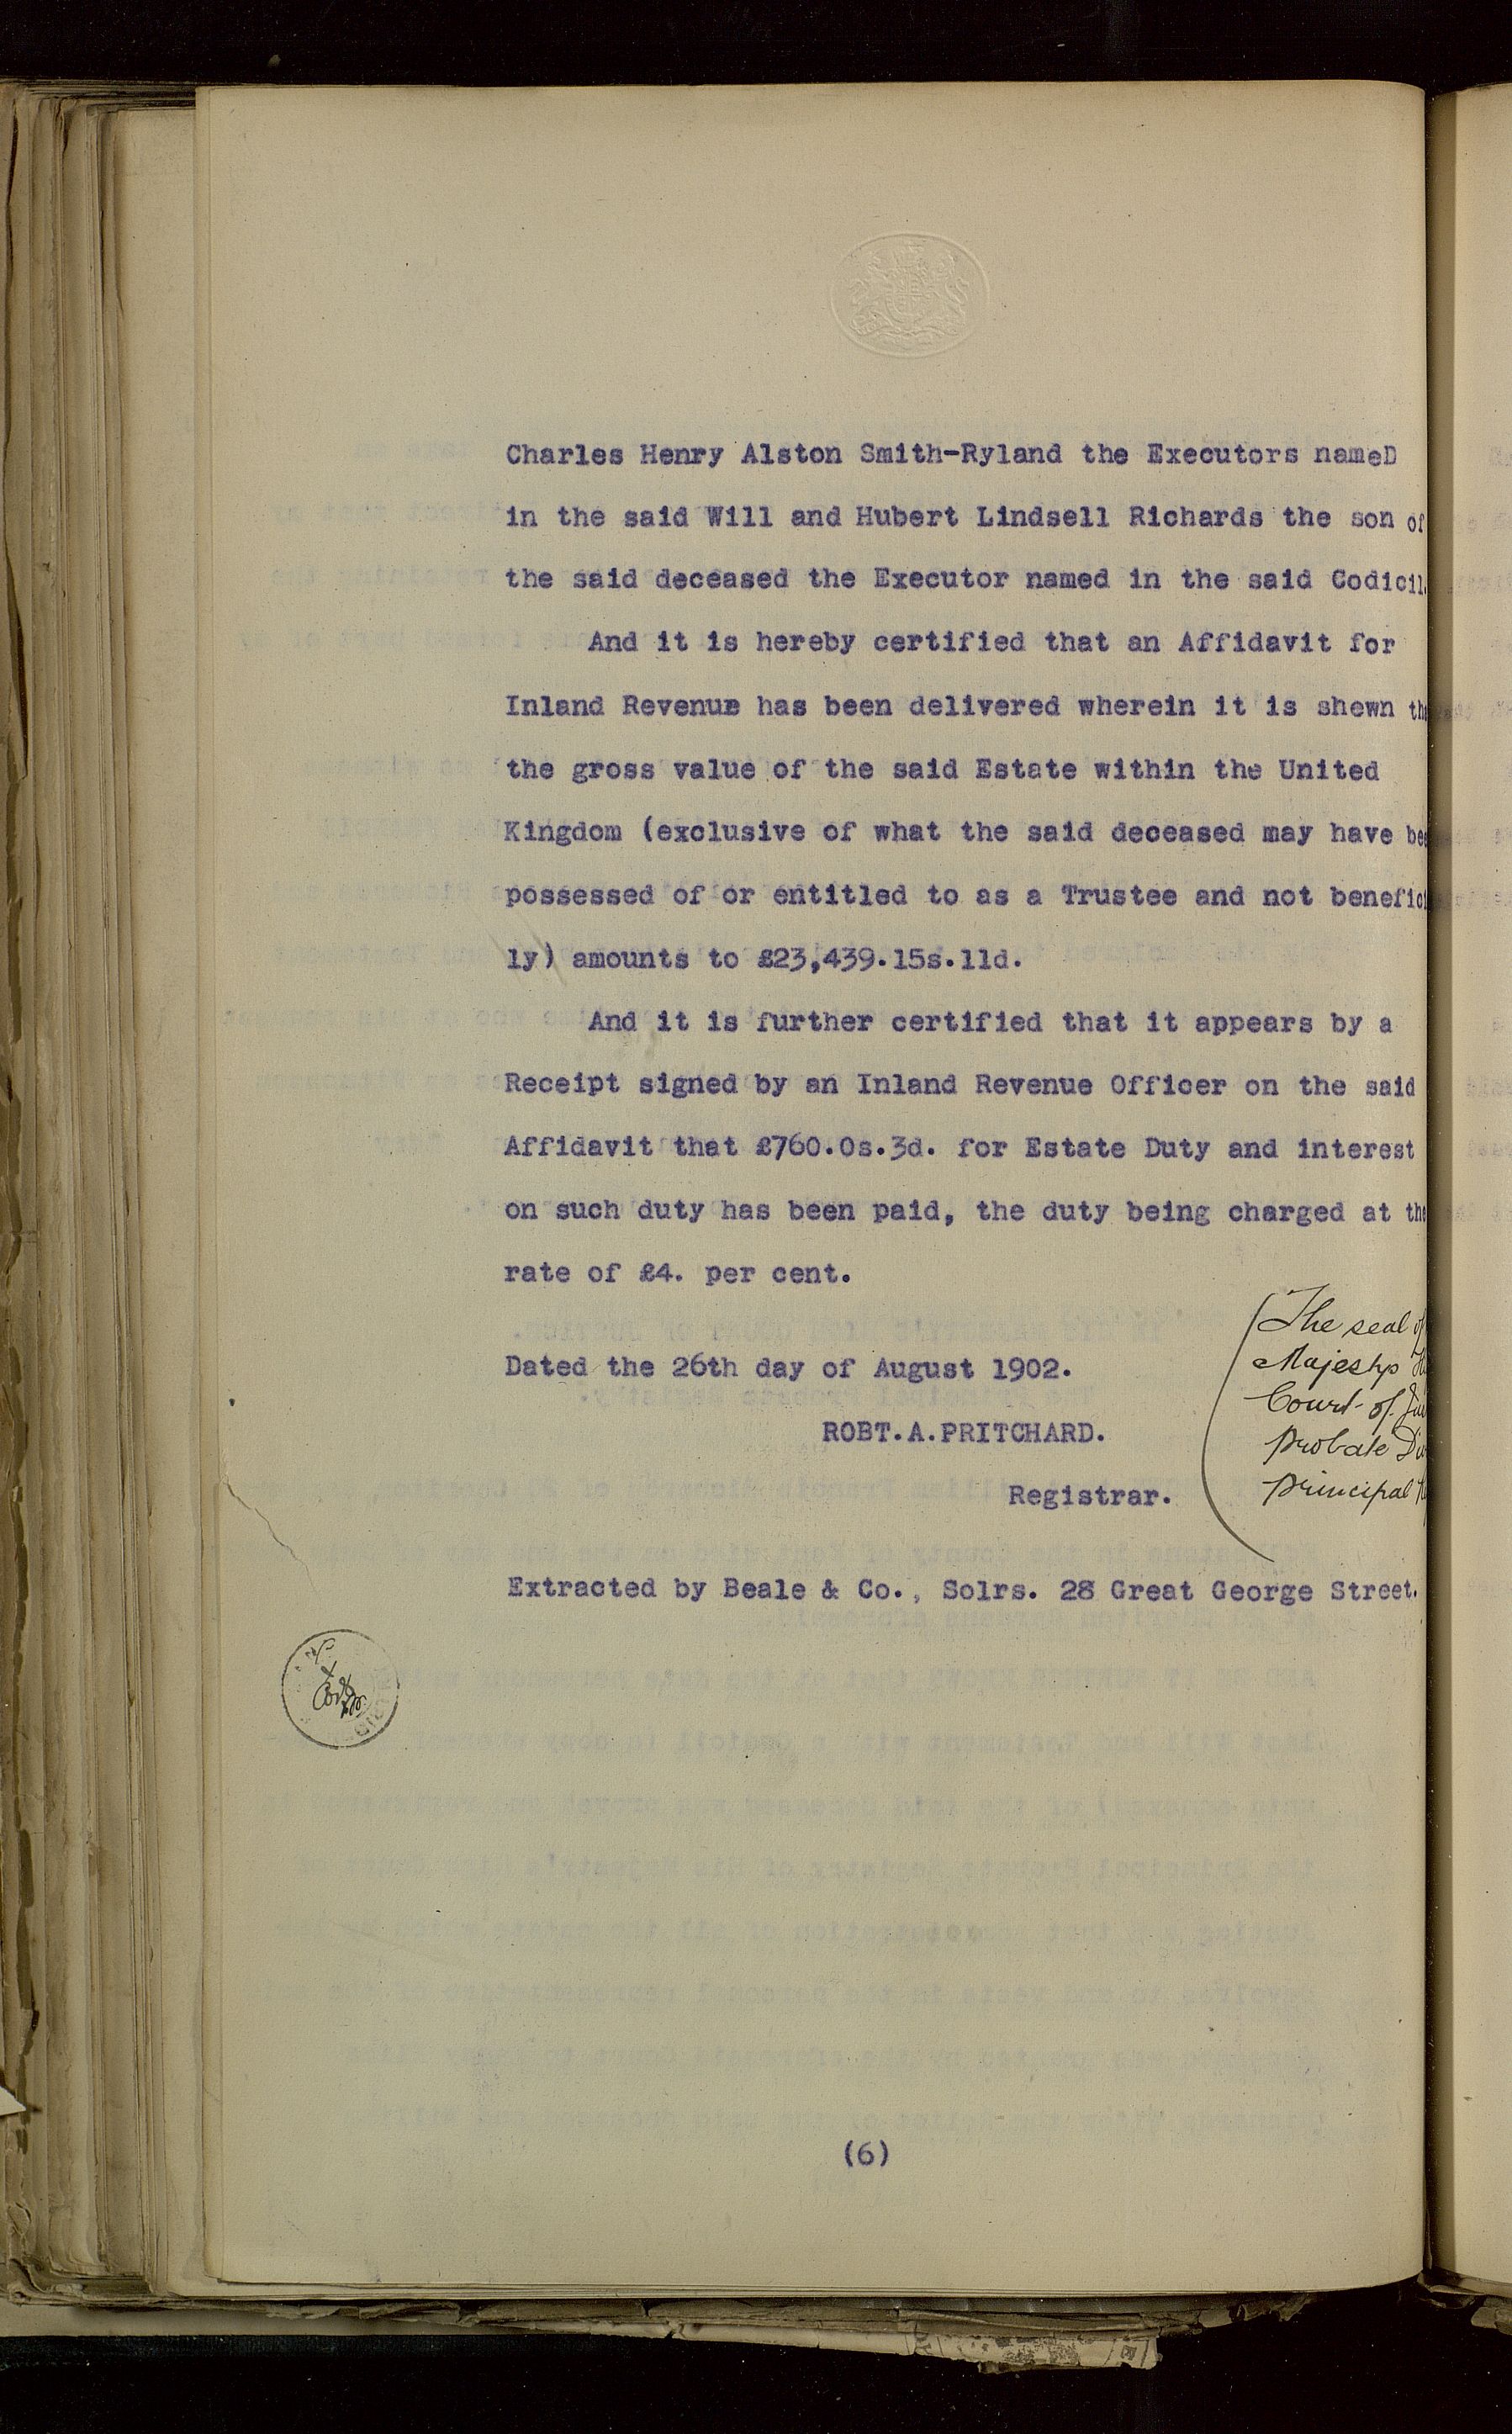 Charles Henry Alston Smith-Ryland the Executors nameD
in the said Will and Hubert Lindsell Richards the son of
the said deceased the Executor named in the said Codicil.
And it is hereby certified that an Affidavit for
Inland Revenue has been delivered wherein it is shewn th
the gross value of the said Estate within the United
Kingdom (exclusive of what the said deceased may have be
possessed of or entitled to as a Trustee and not benefici
ly) amounts to £23,439.15s.11d.
And it is further certified that it appears by a
Receipt signed by an Inland Revenue Officer on the said
Affidavit that £760.0s.3d. for Estate Duty and interest
on such duty has been paid, the duty being charged at the
rate of £4. per cent.
The seal of
Majestys
Court of
Probate
Principal
Dated the 26th day of August 1902.
ROBT.A.PRITCHARD.
Registrar.
Extracted by Beale & Co., Solrs. 28 Great George Street.
(6)